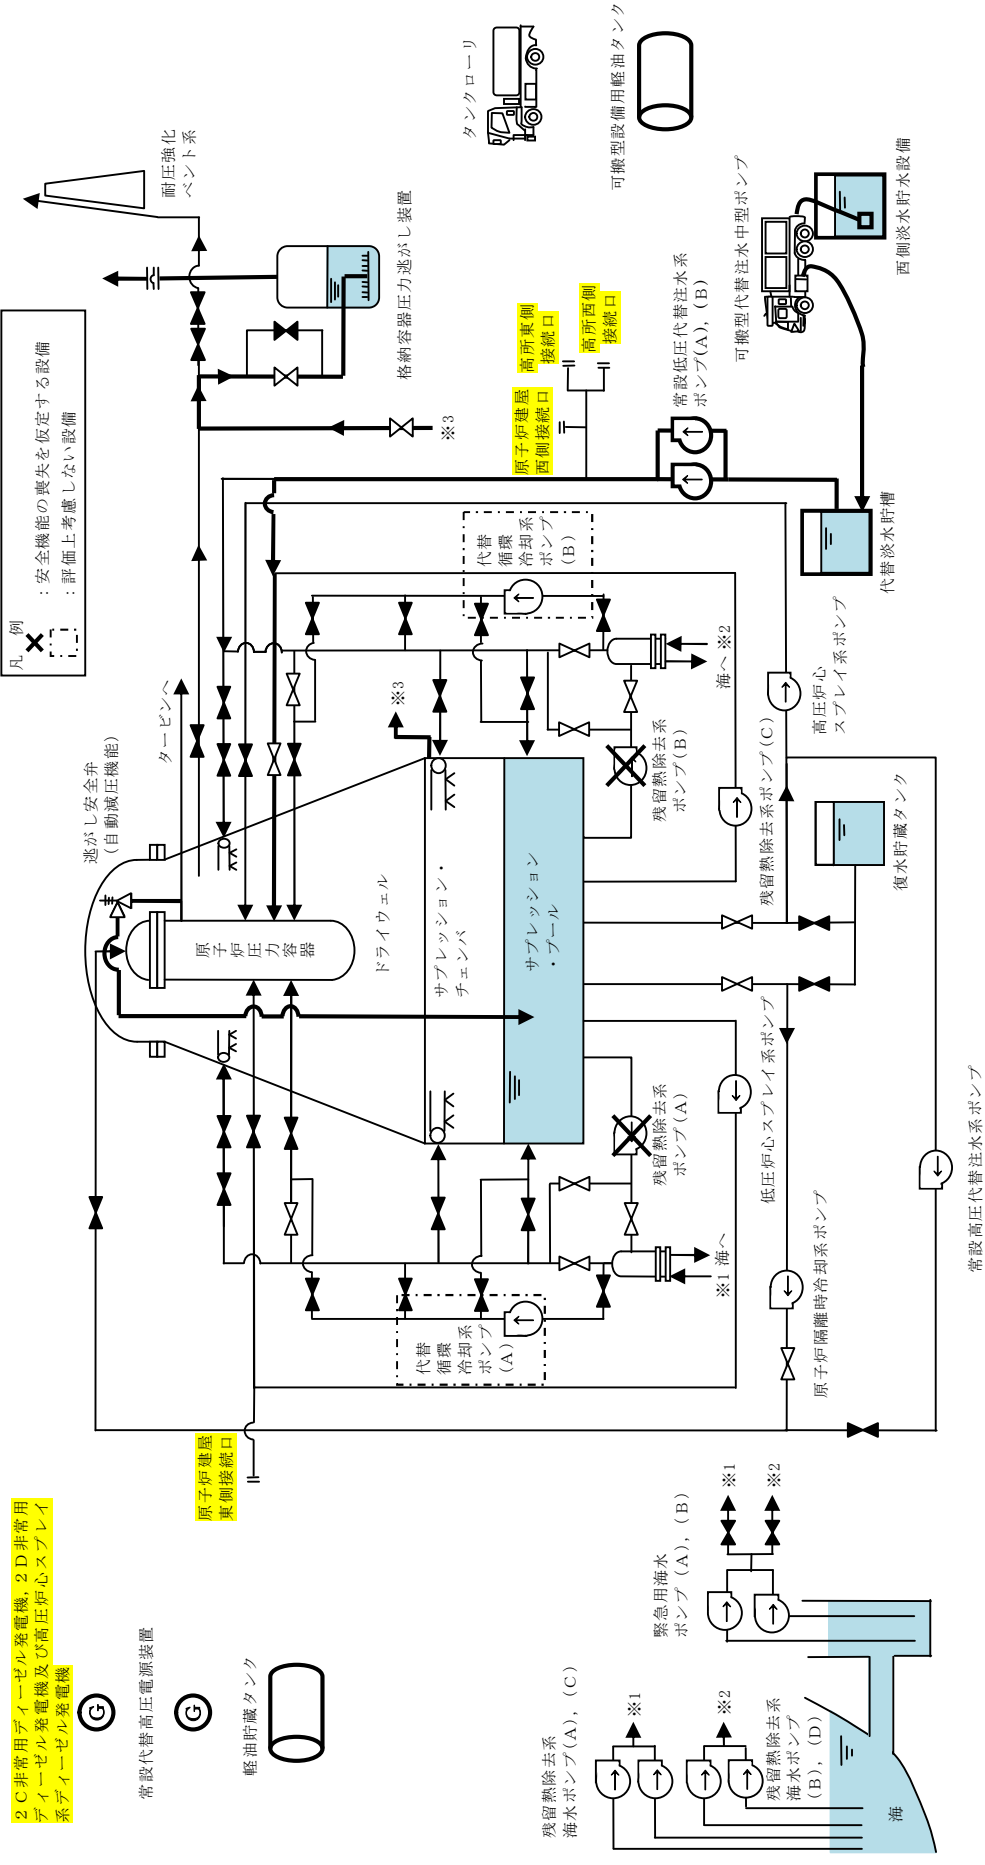 2C非常用ディーゼル発電機，2D非常用
ディーゼル発電機及び高圧炉心スプレイ
系ディーゼル発電機
G
常設代替高圧電源装置
G
軽油貯蔵タンク
凡　例
：安全機能の喪失を仮定する設備
：評価上考慮しない設備
原子炉建屋
東側接続口
逃がし安全弁
（自動減圧機能）
タービンへ
耐圧強化
ベント系
格納容器圧力逃がし装置
※3
原子炉圧力容器
ドライウェル
サプレッション・
チェンバ
サプレッション
・プール
※3
代替
循環
冷却系
ポンプ
(A)
代替
循環
冷却系
ポンプ
(B)
原子炉建屋
西側接続口
高所東側
接続口
高所西側
接続口
タンクローリ
可搬型設備用軽油タンク
常設低圧代替注水系
ポンプ(A)，(B)
可搬型代替注水中型ポンプ
西側淡水貯水設備
代替淡水貯槽
※1
海へ
海へ
※2
残留熱除去系
ポンプ(A)
残留熱除去系
ポンプ(B)
低圧炉心スプレイ系ポンプ
残留熱除去系ポンプ(C)
高圧炉心
スプレイ系ポンプ
原子炉隔離時冷却系ポンプ
復水貯蔵タンク
常設高圧代替注水系ポンプ
残留熱除去系
海水ポンプ(A)，(C)
※1
※2
残留熱除去系
海水ポンプ
(B)，(D)
緊急用海水
ポンプ(A)，(B)
※1
※2
海